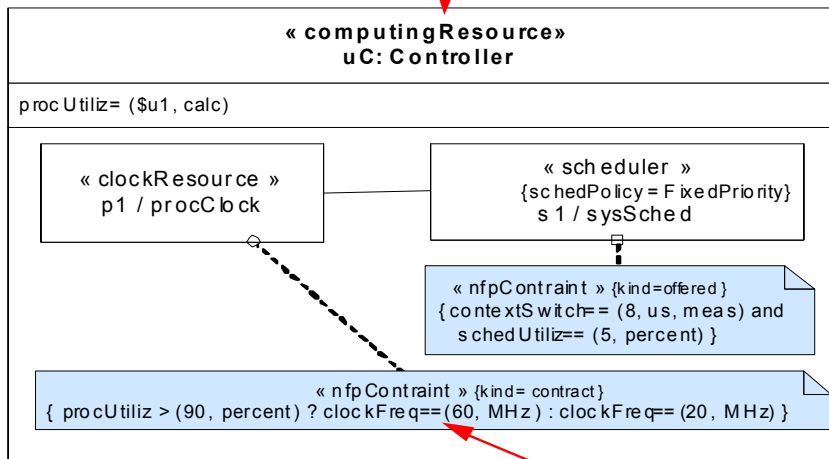 « computingResource»
uC: Controller
procUtiliz= ($u1, calc)
« clockResource »
p1 / procClock
« scheduler »
{schedPolicy = FixedPriority}
s1 / sysSched
« nfpContraint » {kind=offered }
{ contextSwitch== (8, us, meas) and
schedUtiliz== (5, percent) }
« nfpContraint » {kind= contract}
{ procUtiliz > (90, percent) ? clockFreq==(60, MHz) : clockFreq==(20, MHz) }